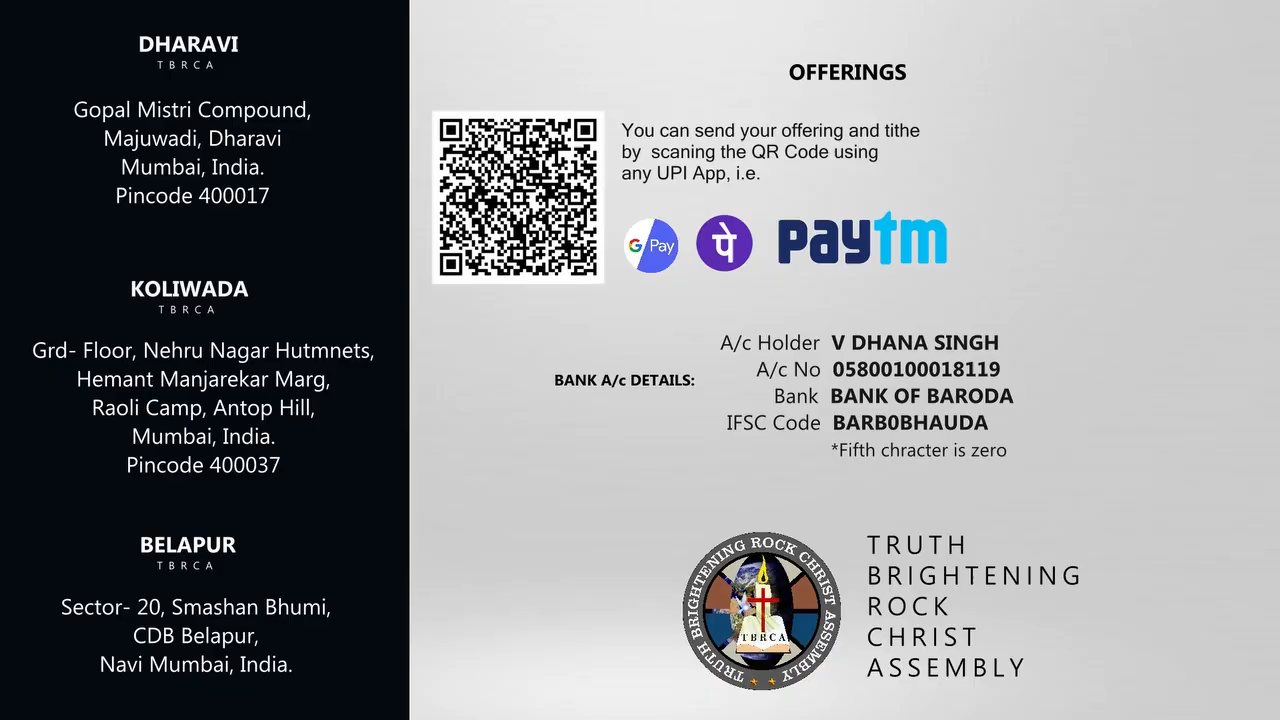 DHARAVI
TBRCA
Gopal Mistri Compound,
Majuwadi, Dharavi
Mumbai, India.
Pincode 400017
KOLIWADA
TBRCA
Grd- Floor, Nehru Nagar Hutmnets,
Hemant Manjarekar Marg,
Raoli Camp, Antop Hill,
Mumbai, India.
Pincode 400037
BELAPUR
TBRCA
Sector- 20, Smashan Bhumi,
CDB Belapur,
Navi Mumbai, India.
OFFERINGS
You can send your offering and tithe
by scaning the QR Code using
any UPI App, i.e.
G Pay
पे
paytm
BANK A/c DETAILS:
A/c Holder V DHANA SINGH
A/c No 05800100018119
Bank BANK OF BARODA
IFSC Code BARB0BHAUDA
*Fifth chracter is zero
TRUTH BRIGHTENING ROCK CHRIST ASSEMBLY
TBRCA
TRUTH
BRIGHTENING
ROCK
CHRIST
ASSEMBLY